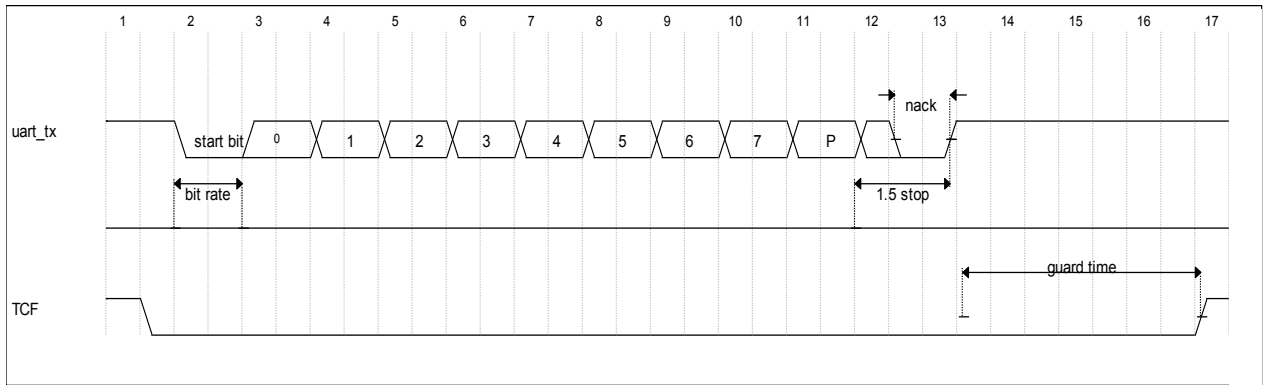 1 2 3 4 5 6 7 8 9 10 11 12 13 14 15 16 17
nack
uart_tx start bit 0 1 2 3 4 5 6 7 P
bit rate 1.5 stop
guard time
TCF